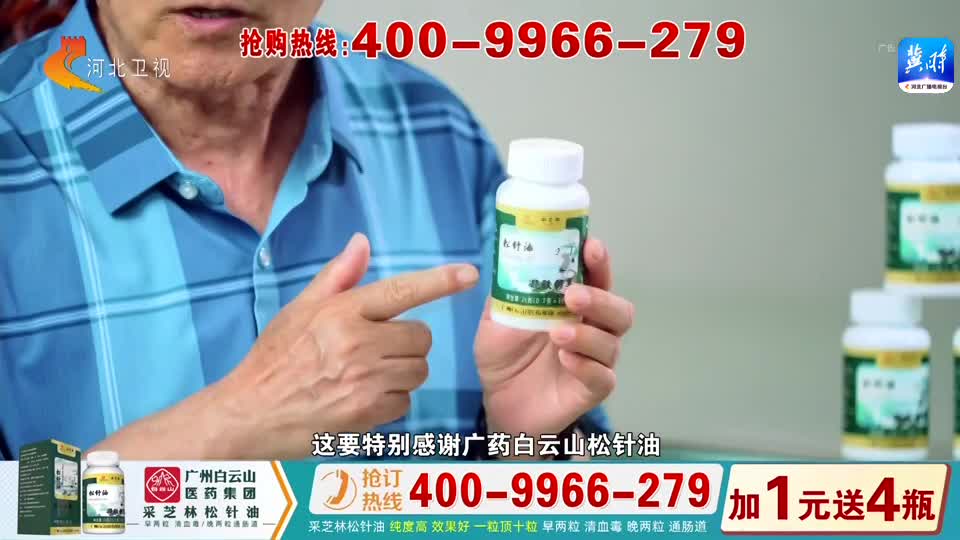 抢购热线:400-9966-279
河北卫视
广告
冀时
河北广播电视台
松针油
这要特别感谢广药白云山松针油
广州白云山
医药集团
采芝林松针油
早两粒 清血毒/晚两粒通肠道
白云山
松针油
抢订
热线
400-9966-279
采芝林松针油 纯度高 效果好 一粒顶十粒 早两粒 清血毒 晚两粒 通肠道
加1元送4瓶